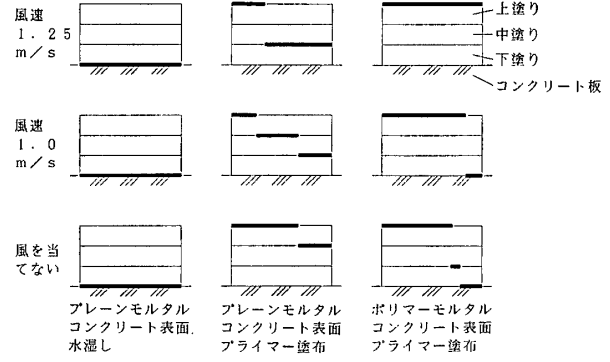 風速
1．25
m／s
上塗り
中塗り
下塗り
コンクリート板
風速
1．0
m／s
風を当
てない
プレーンモルタル
コンクリート表面
水湿し
プレーンモルタル
コンクリート表面
プライマー塗布
ポリマーモルタル
コンクリート表面
プライマー塗布